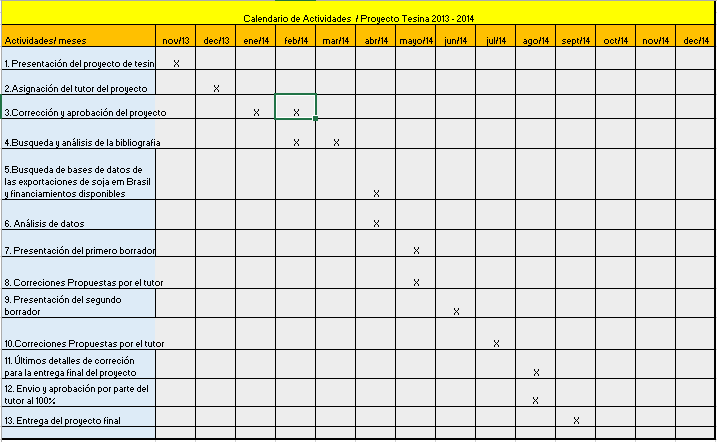 Calendario de Actividades / Proyecto Tesina 2013 - 2014
Actividades/ meses nov/13 dec/13 ene/14 feb/14 mar/14 abr/14 mayo/14 jun/14 jul/14 ago/14 sept/14 oct/14 nov/14 dec/14
1. Presentación del proyecto de tesin X
2.Asignación del tutor del proyecto X
3.Corrección y aprobación del proyecto X X
4.Busqueda y análisis de la bibliografia X X
5.Busqueda de bases de datos de
las exportaciones de soja em Brasil
y financiamientos disponibles X
6. Análisis de datos X
7. Presentación del primero borrador X
8. Correciones Propuestas por el tutor X
9. Presentación del segundo
borrador X
10.Correciones Propuestas por el tutor X
11. Últimos detalles de correción
para la entrega final del proyecto X
12. Envio y aprobación por parte del
tutor al 100% X
13. Entrega del proyecto final X